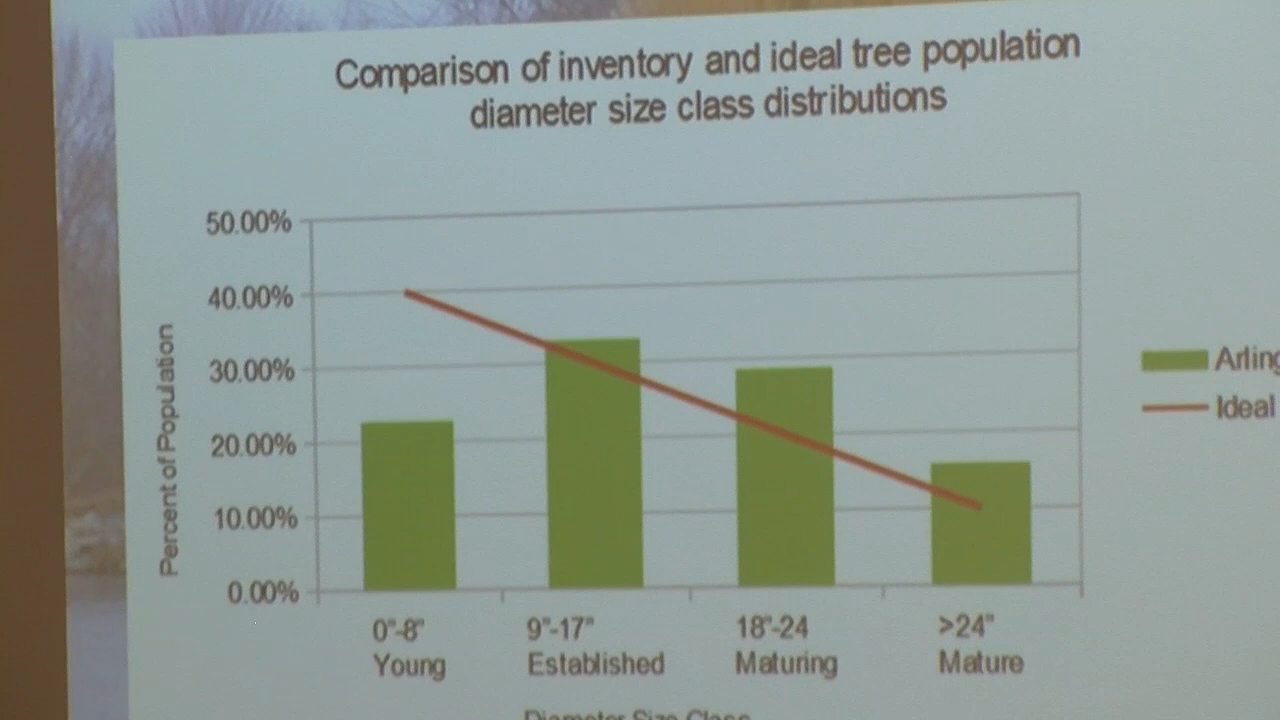 Comparison of inventory and ideal tree population
diameter size class distributions
50.00%
40.00%
30.00%
20.00%
10.00%
0.00%
Percent of Population
0"-8"
Young
9"-17"
Established
18"-24
Maturing
>24"
Mature
Diameter Size Class
Arling
Ideal